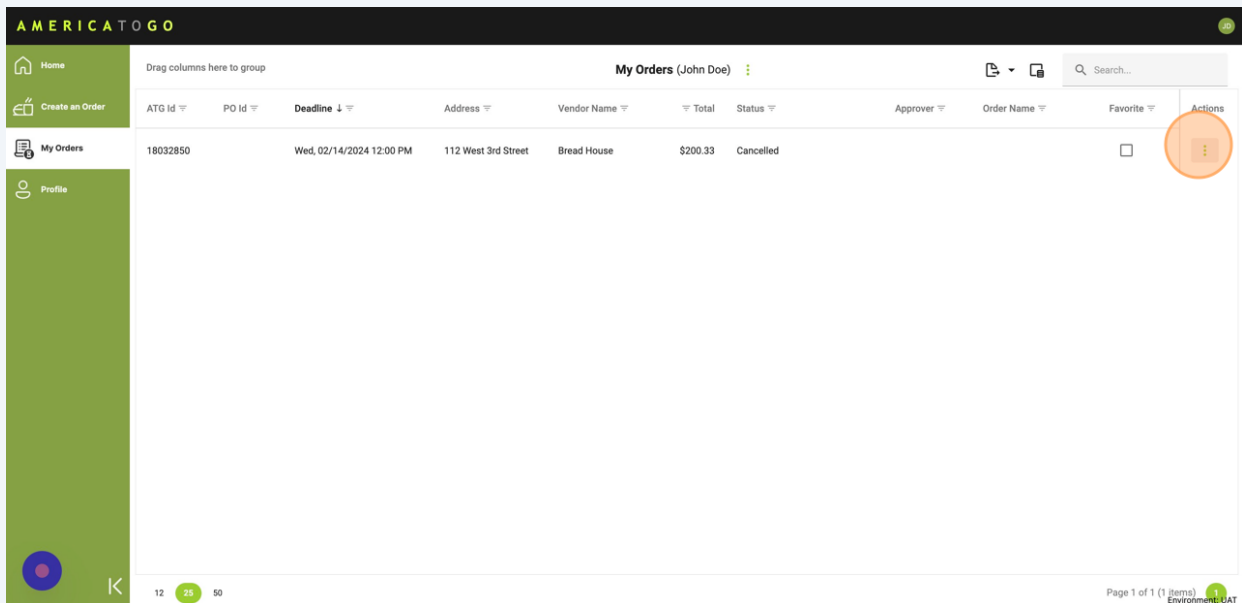 AMERICATOGO
JD
Home
Create an Order
My Orders
Profile
Drag columns here to group
My Orders (John Doe)
Search...
ATG Id PO Id Deadline ↓ Address Vendor Name Total Status Approver Order Name Favorite Actions
18032850 Wed, 02/14/2024 12:00 PM 112 West 3rd Street Bread House $200.33 Cancelled
12 25 50
Page 1 of 1 (1 items) 1
Environment: UAT